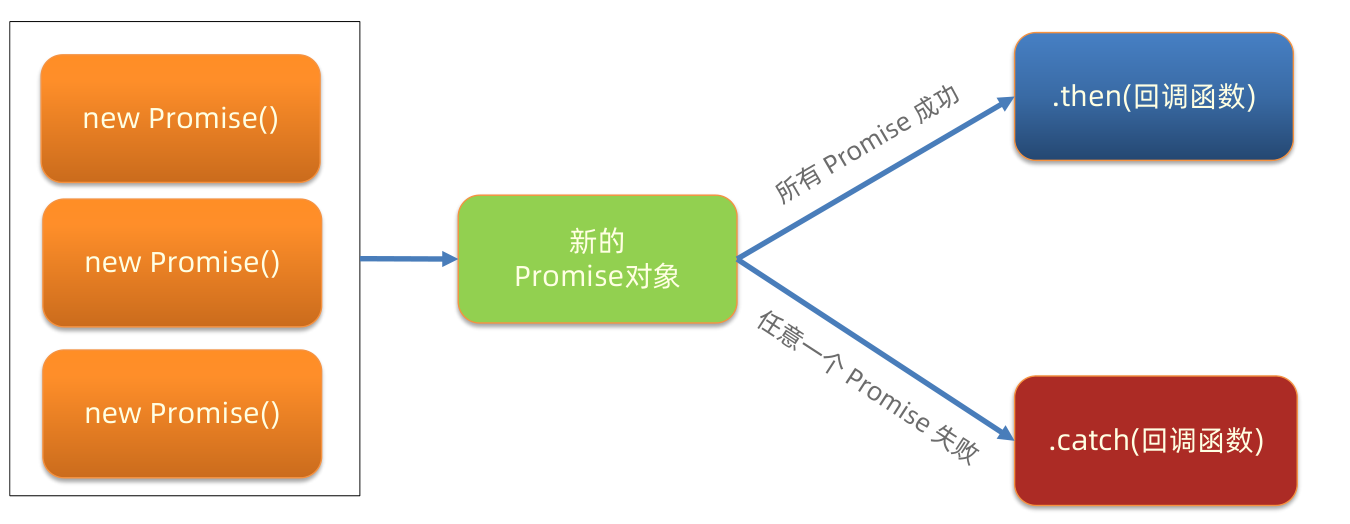 new Promise()
new Promise()
new Promise()
新的
Promise对象
所有 Promise 成功
任意一个 Promise 失败
.then(回调函数)
.catch(回调函数)